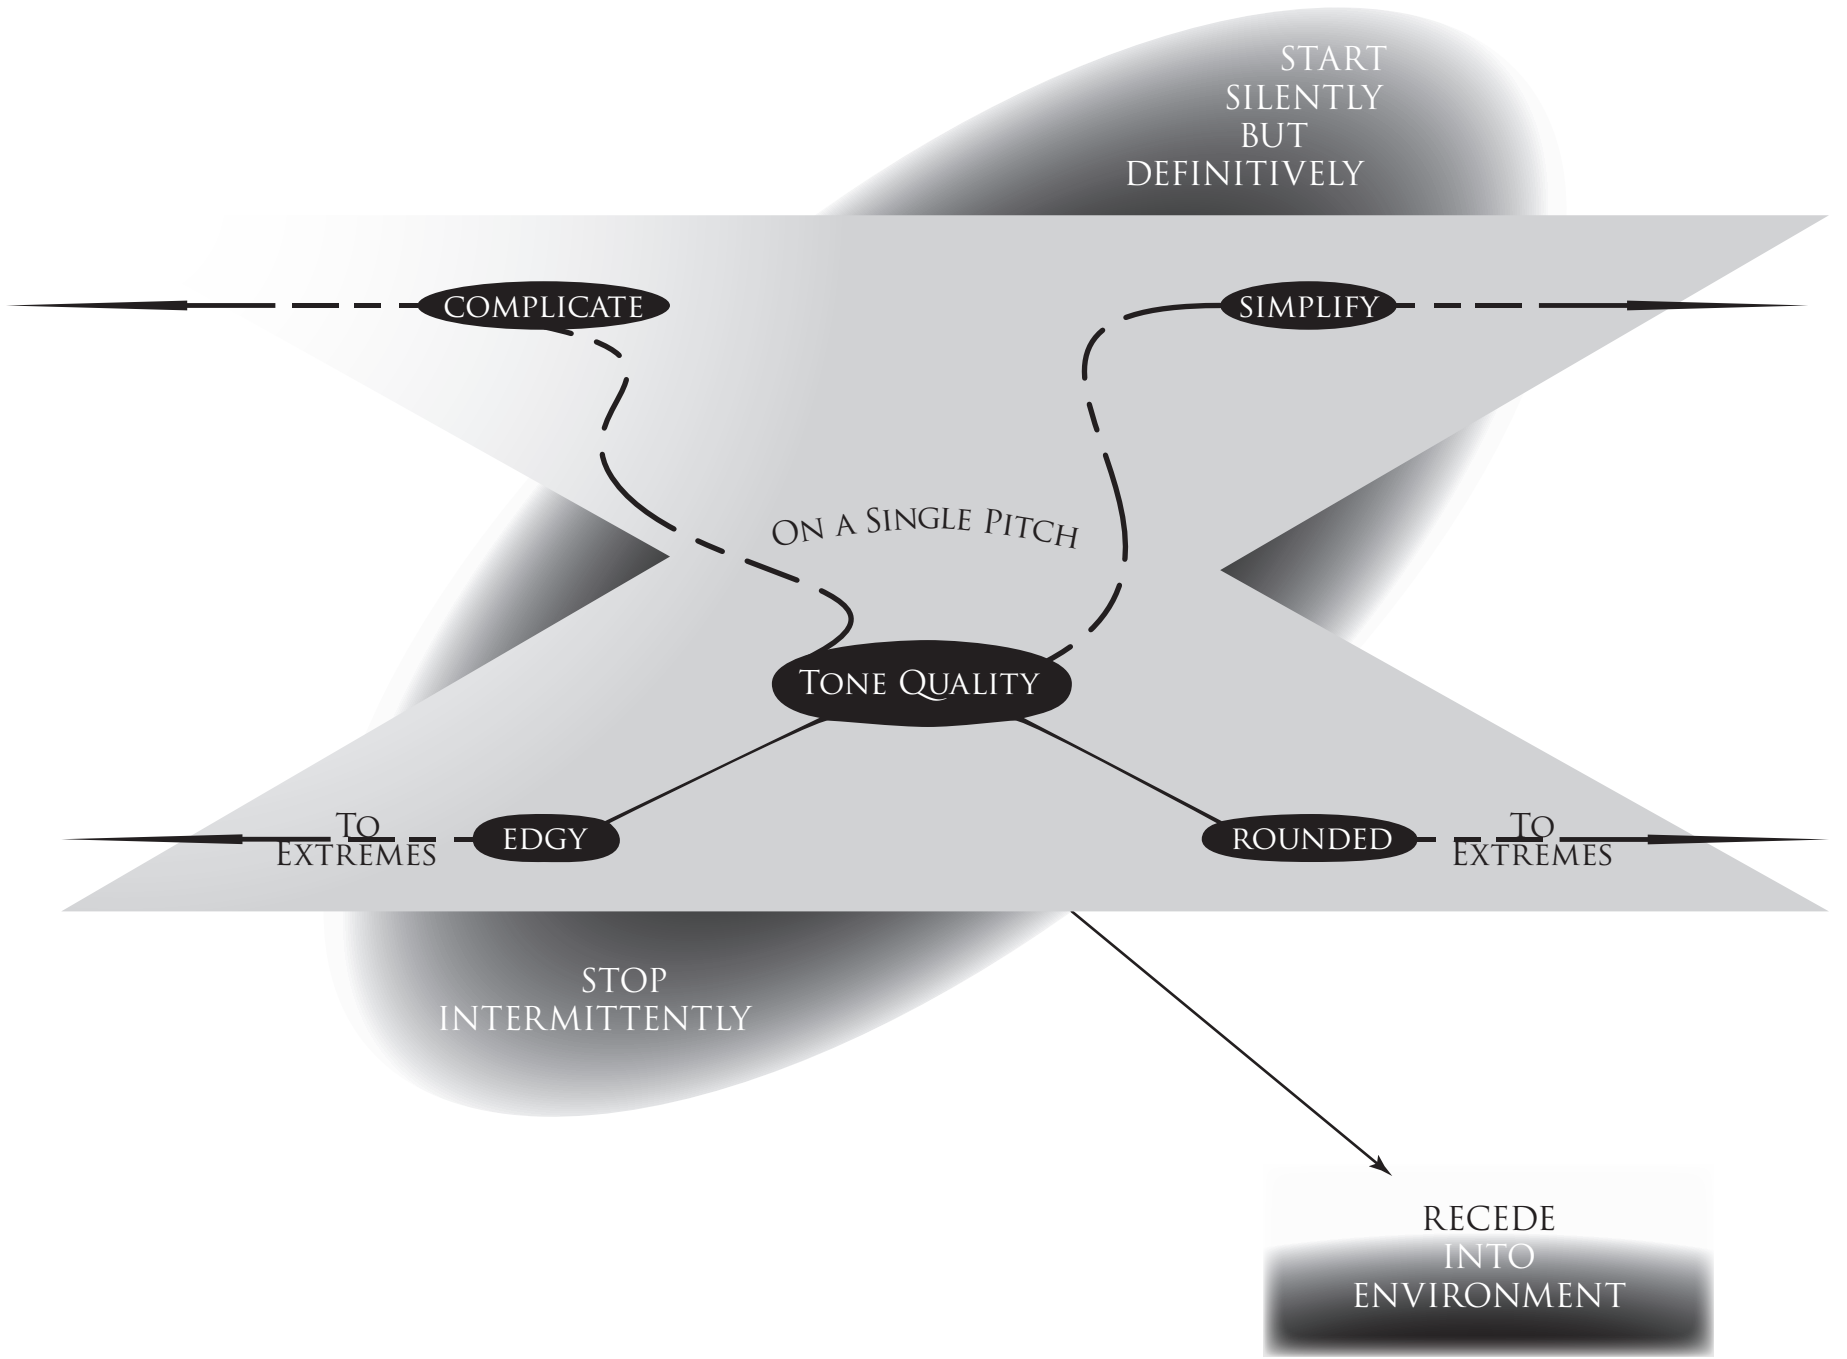 START
SILENTLY
BUT
DEFINITIVELY
COMPLICATE
SIMPLIFY
On a Single Pitch
Tone Quality
To
Extremes
EDGY
ROUNDED
To
Extremes
STOP
INTERMITTENTLY
RECEDE
INTO
ENVIRONMENT